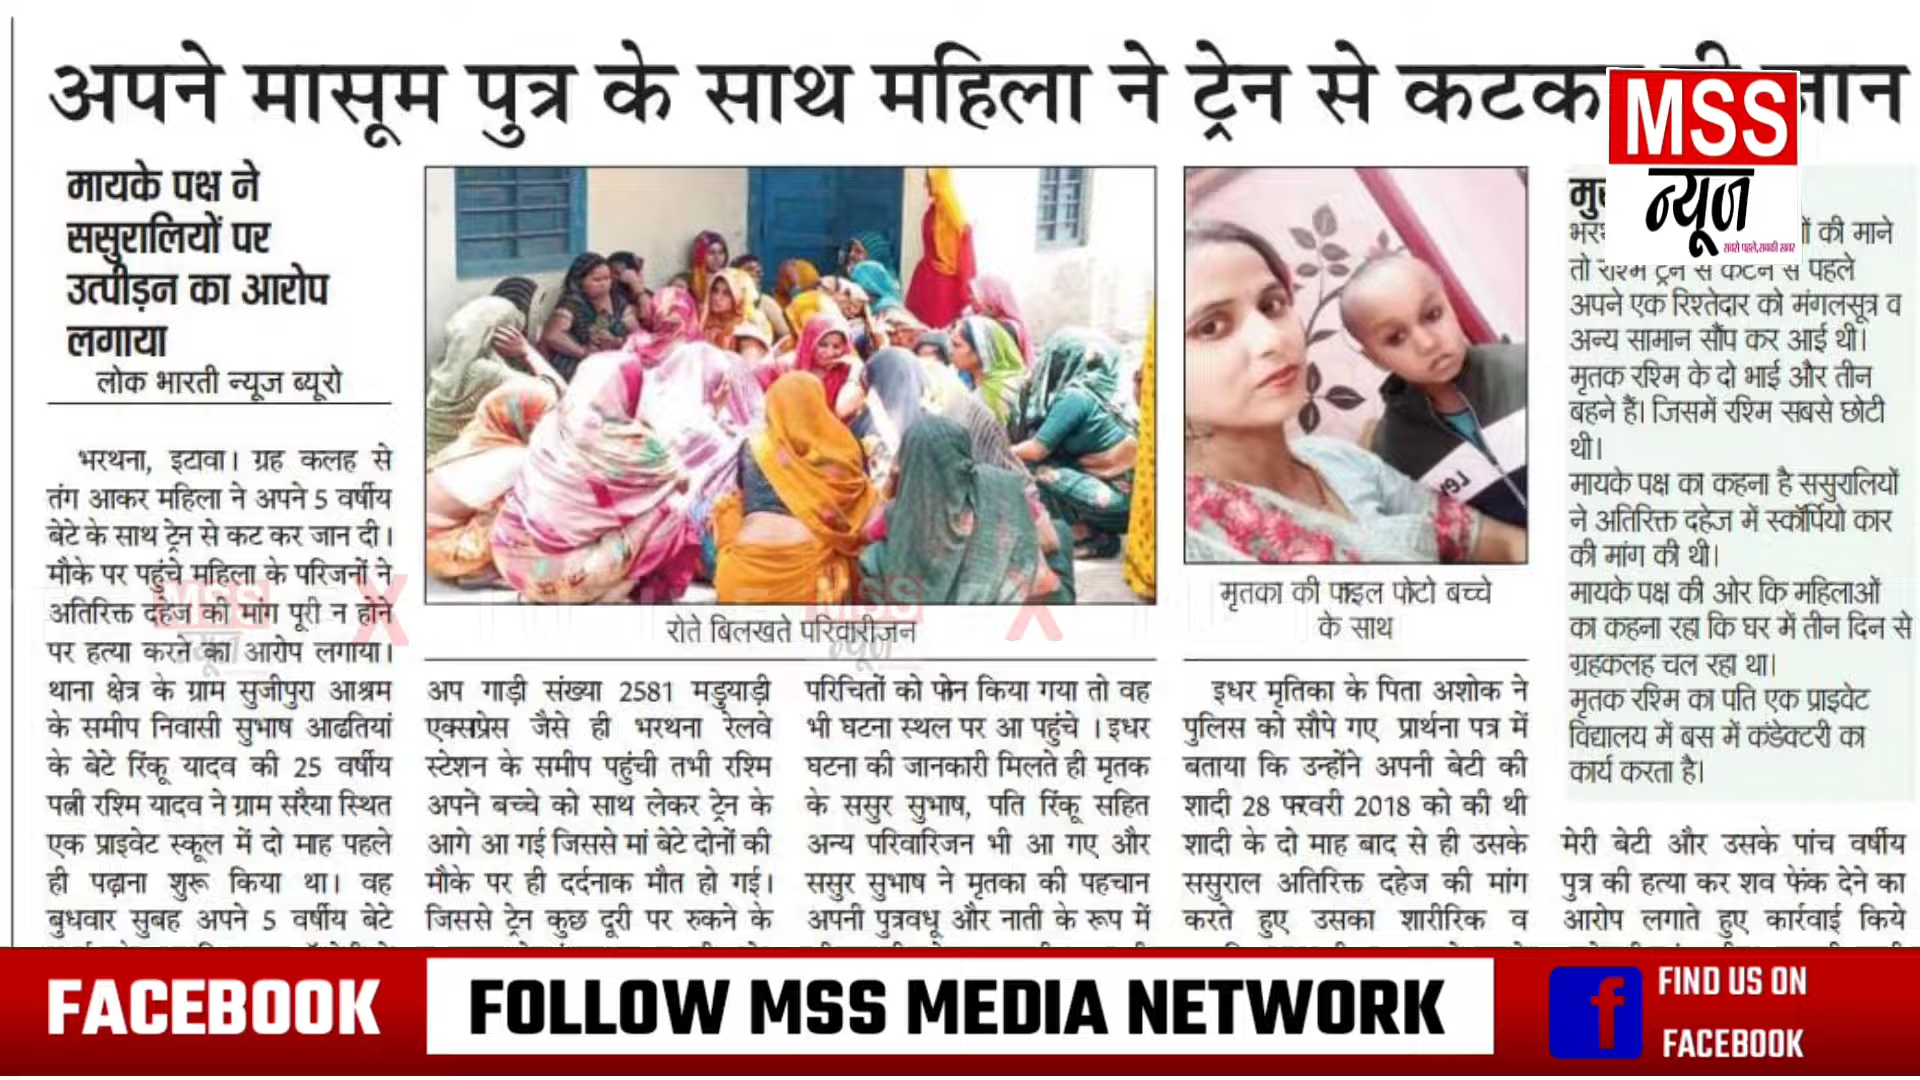 अपने मासूम पुत्र के साथ महिला ने ट्रेन से जान
MSS
न्यूज
सबसे पहले,सबकी खबर
मायके पक्ष ने
ससुरालियों पर
उत्पीड़न का आरोप
लगाया
लोक भारती न्यूज ब्यूरो
भरथना, इटावा। ग्रह कलह से
तंग आकर महिला ने अपने 5 वर्षीय
बेटे के साथ ट्रेन से कट कर जान दी।
मौके पर पहुंचे महिला के परिजनों ने
अतिरिक्त दहेज की मांग पूरी न होने
पर हत्या करने का आरोप लगाया।
थाना क्षेत्र के ग्राम सुजीपुरा आश्रम
के समीप निवासी सुभाष आढतियां
के बेटे रिंकू यादव की 25 वर्षीय
पत्नी रश्मि यादव ने ग्राम सरैया स्थित
एक प्राइवेट स्कूल में दो माह पहले
ही पढ़ाना शुरू किया था। वह
बुधवार सुबह अपने 5 वर्षीय बेटे
रोते बिलखते परिवारीजन
अप गाड़ी संख्या 2581 मडुयाड़ी
एक्सप्रेस जैसे ही भरथना रेलवे
स्टेशन के समीप पहुंची तभी रश्मि
अपने बच्चे को साथ लेकर ट्रेन के
आगे आ गई जिससे मां बेटे दोनों की
मौके पर ही दर्दनाक मौत हो गई।
जिससे ट्रेन कुछ दूरी पर रुकने के
परिचितों को फोन किया गया तो वह
भी घटना स्थल पर आ पहुंचे । इधर
घटना की जानकारी मिलते ही मृतक
के ससुर सुभाष, पति रिंकू सहित
अन्य परिवारिजन भी आ गए और
ससुर सुभाष ने मृतका की पहचान
अपनी पुत्रवधू और नाती के रूप में
मृतका की फाइल फोटो बच्चे
के साथ
इधर मृतिका के पिता अशोक ने
पुलिस को सौपे गए प्रार्थना पत्र में
बताया कि उन्होंने अपनी बेटी की
शादी 28 फरवरी 2018 को की थी
शादी के दो माह बाद से ही उसके
ससुराल अतिरिक्त दहेज की मांग
करते हुए उसका शारीरिक व
की माने
तो रश्मि ट्रेन से कटने से पहले
अपने एक रिश्तेदार को मंगलसूत्र व
अन्य सामान सौंप कर आई थी।
मृतक रश्मि के दो भाई और तीन
बहने हैं। जिसमें रश्मि सबसे छोटी
थी।
मायके पक्ष का कहना है ससुरालियों
ने अतिरिक्त दहेज में स्कॉर्पियो कार
की मांग की थी।
मायके पक्ष की ओर कि महिलाओं
का कहना रहा कि घर में तीन दिन से
ग्रहकलह चल रहा था।
मृतक रश्मि का पति एक प्राइवेट
विद्यालय में बस में कंडेक्टरी का
कार्य करता है।
मेरी बेटी और उसके पांच वर्षीय
पुत्र की हत्या कर शव फेंक देने का
आरोप लगाते हुए कार्रवाई किये
FACEBOOK
FOLLOW MSS MEDIA NETWORK
f
FIND US ON
FACEBOOK